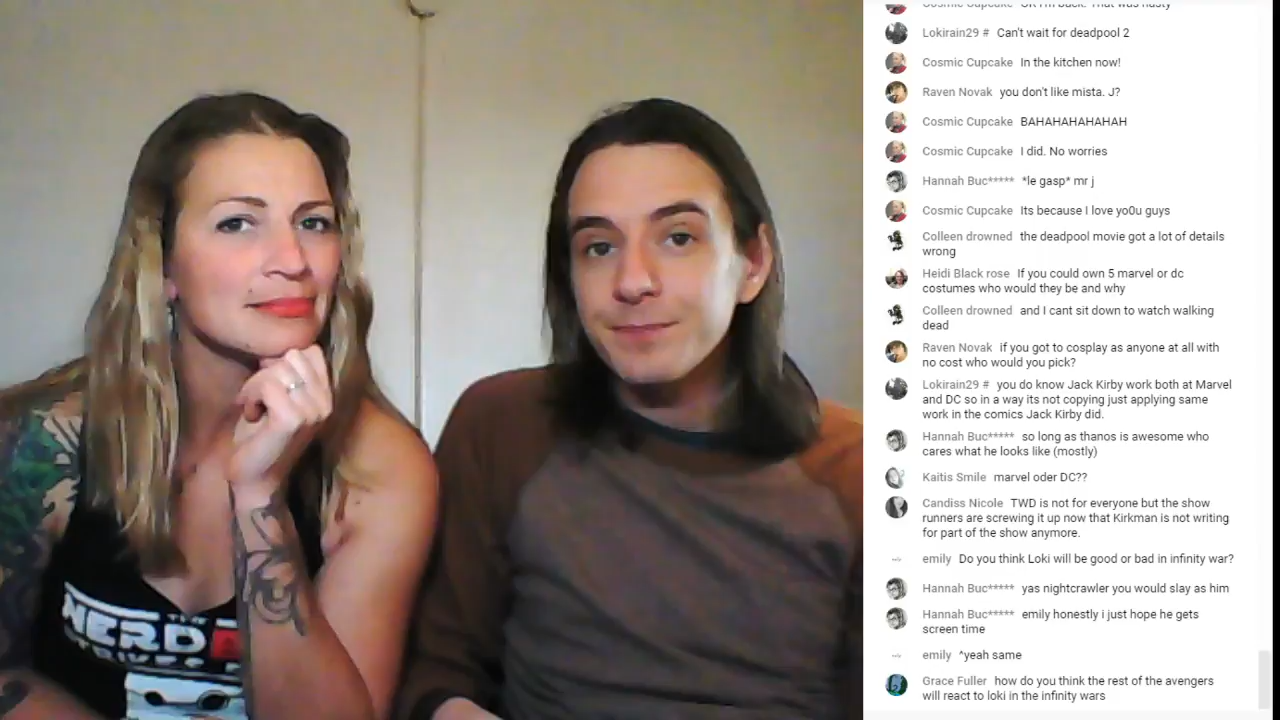 THE
NERD
STRIVES
Cosmic Cupcake OK I'm back. That was nasty
Lokirain29 # Can't wait for deadpool 2
Cosmic Cupcake In the kitchen now!
Raven Novak you don't like mista. J?
Cosmic Cupcake BAHAHAHAHAHAH
Cosmic Cupcake I did. No worries
Hannah Buc***** *le gasp* mr j
Cosmic Cupcake Its because I love yo0u guys
Colleen drowned the deadpool movie got a lot of details
wrong
Heidi Black rose If you could own 5 marvel or dc
costumes who would they be and why
Colleen drowned and I cant sit down to watch walking
dead
Raven Novak if you got to cosplay as anyone at all with
no cost who would you pick?
Lokirain29 # you do know Jack Kirby work both at Marvel
and DC so in a way its not copying just applying same
work in the comics Jack Kirby did.
Hannah Buc***** so long as thanos is awesome who
cares what he looks like (mostly)
Kaitis Smile marvel oder DC??
Candiss Nicole TWD is not for everyone but the show
runners are screwing it up now that Kirkman is not writing
for part of the show anymore.
emily Do you think Loki will be good or bad in infinity war?
Hannah Buc***** yas nightcrawler you would slay as him
Hannah Buc***** emily honestly i just hope he gets
screen time
emily ^yeah same
Grace Fuller how do you think the rest of the avengers
will react to loki in the infinity wars